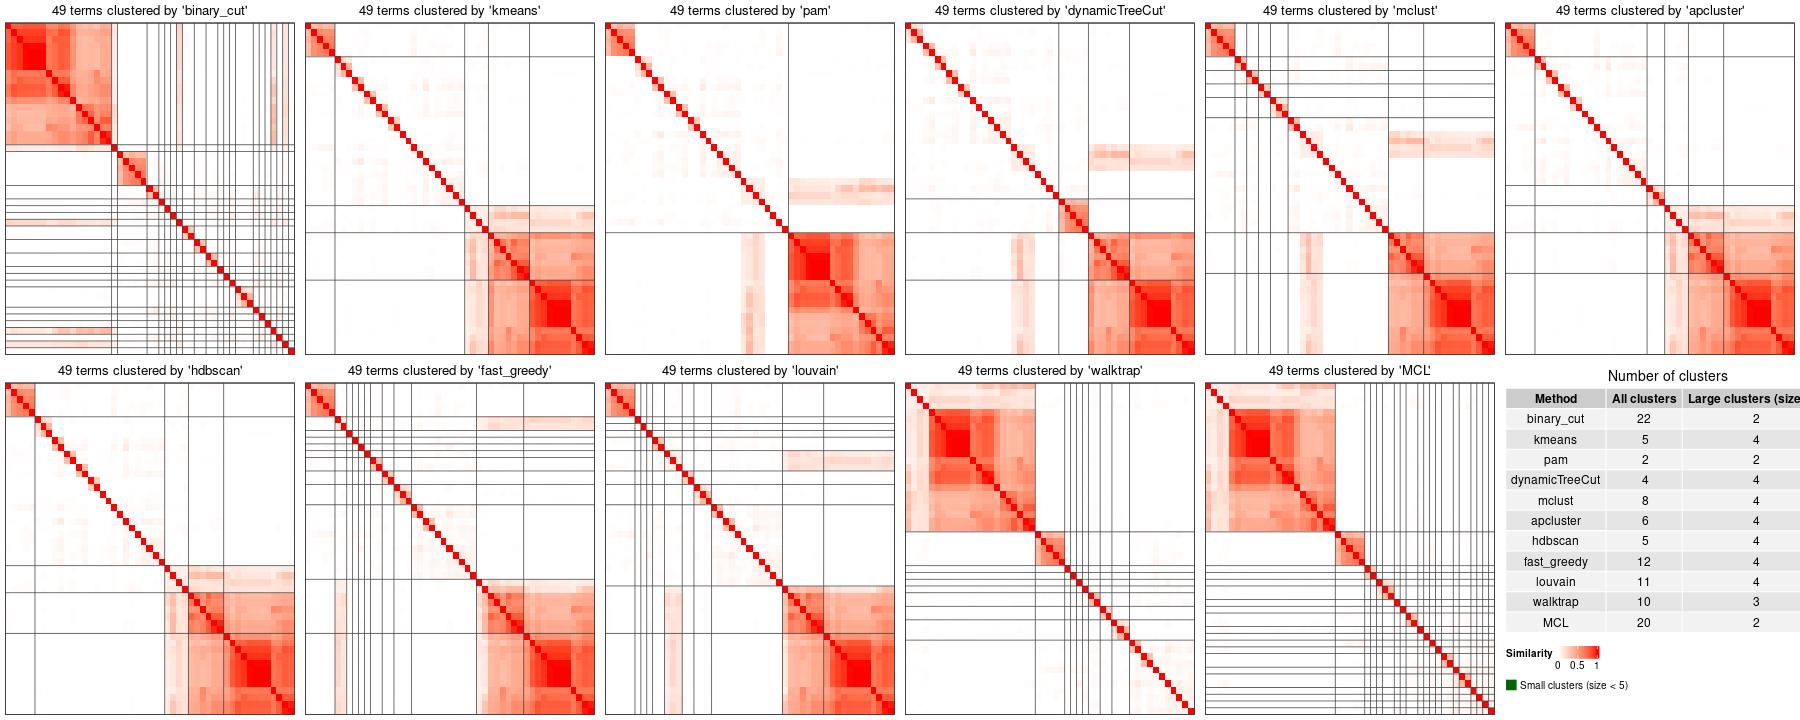 49 terms clustered by 'binary_cut'
49 terms clustered by 'kmeans'
49 terms clustered by 'pam'
49 terms clustered by 'dynamicTreeCut'
49 terms clustered by 'mclust'
49 terms clustered by 'apcluster'
49 terms clustered by 'hdbscan'
49 terms clustered by 'fast_greedy'
49 terms clustered by 'louvain'
49 terms clustered by 'walktrap'
49 terms clustered by 'MCL'
Number of clusters
Method All clusters Large clusters (size
binary_cut 22 2
kmeans 5 4
pam 2 2
dynamicTreeCut 4 4
mclust 8 4
apcluster 6 4
hdbscan 5 4
fast_greedy 12 4
louvain 11 4
walktrap 10 3
MCL 20 2
Similarity
0 0.5 1
Small clusters (size < 5)